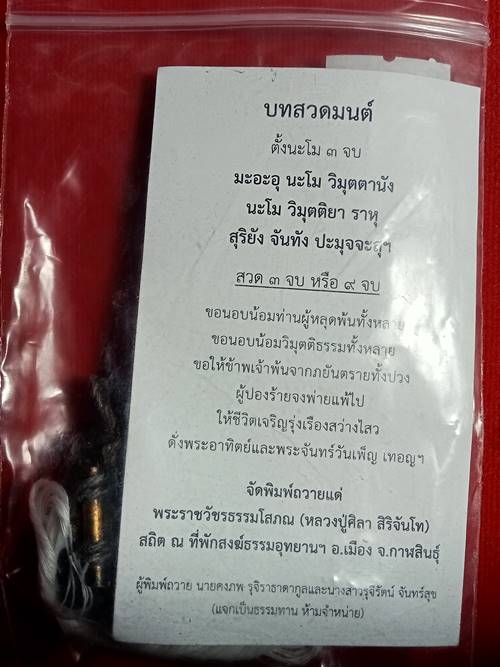 บทสวดมนต์
ตั้งนะโม ๓ จบ
มะอะอุ นะโม วิมุตตานัง
นะโม วิมุตติยา ราหุ
สุริยัง จันทัง ปะมุจจะถุฯ
สวด ๓ จบ หรือ ๙ จบ
ขอนอบน้อมท่านผู้หลุดพ้นทั้งหลาย
ขอนอบน้อมวิมุตติธรรมทั้งหลาย
ขอให้ข้าพเจ้าพ้นจากภยันตรายทั้งปวง
ผู้ปองร้ายจงพ่ายแพ้ไป
ให้ชีวิตเจริญรุ่งเรืองสว่างไสว
ดั่งพระอาทิตย์และพระจันทร์วันเพ็ญ เทอญฯ
จัดพิมพ์ถวายแด่
พระราชวัชรธรรมโสภณ (หลวงปู่ศิลา สิริจันโท)
สถิต ณ ที่พักสงฆ์ธรรมอุทยานฯ อ.เมือง จ.กาฬสินธุ์
ผู้พิมพ์ถวาย นายคงภพ รุจิราธาดากูลและนางสาวรุจีรัตน์ จันทร์สุข
(แจกเป็นธรรมทาน ห้ามจำหน่าย)